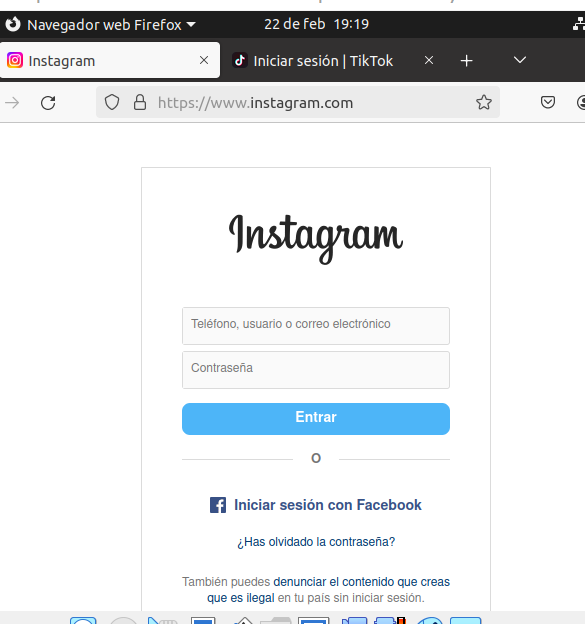 Navegador web Firefox 22 de feb 19:19
Instagram Iniciar sesión | TikTok
https://www.instagram.com
Instagram
Teléfono, usuario o correo electrónico
Contraseña
Entrar
O
Iniciar sesión con Facebook
¿Has olvidado la contraseña?
También puedes denunciar el contenido que creas
que es ilegal en tu país sin iniciar sesión.